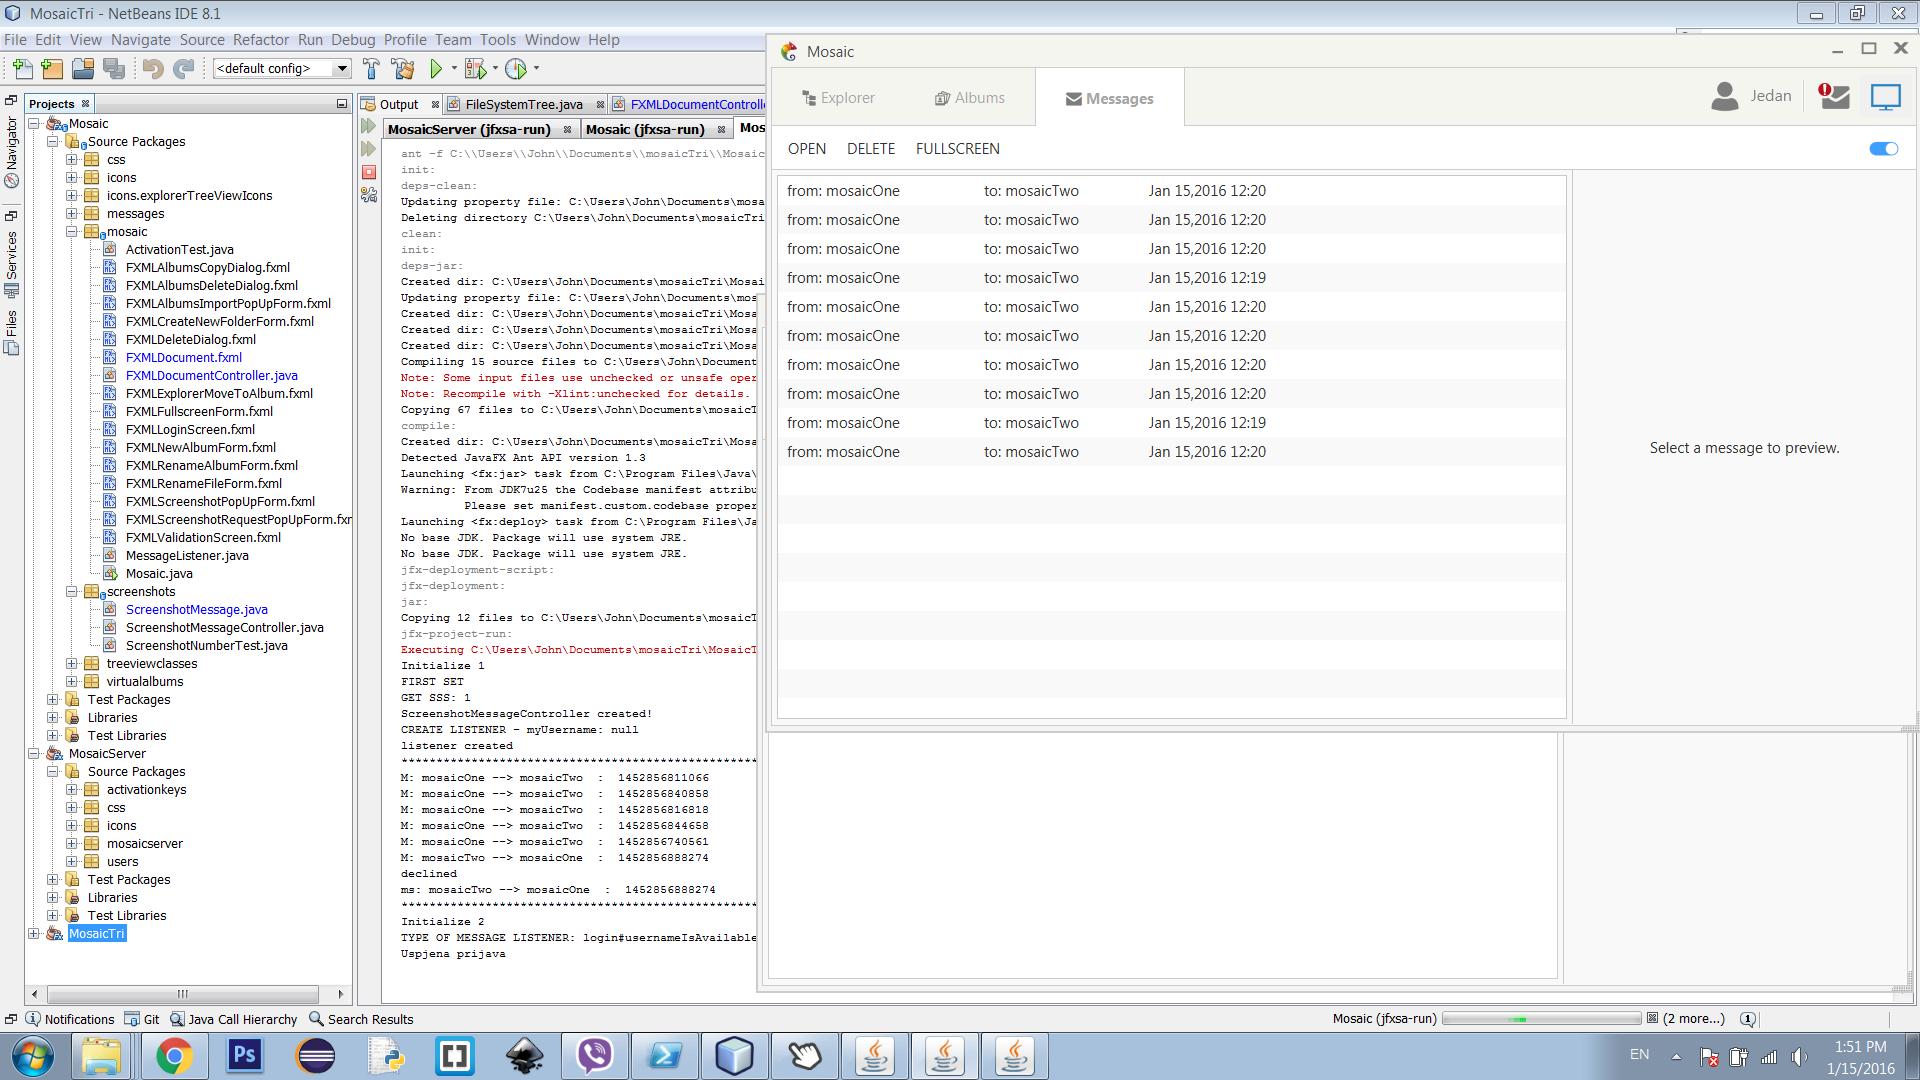 MosaicTri - NetBeans IDE 8.1
File Edit View Navigate Source Refactor Run Debug Profile Team Tools Window Help
<default config>
Projects
Navigator
Services
Files
Mosaic
Source Packages
css
icons
icons.explorerTreeViewIcons
messages
mosaic
ActivationTest.java
FXMLAlbumsCopyDialog.fxml
FXMLAlbumsDeleteDialog.fxml
FXMLAlbumsImportPopUpForm.fxml
FXMLCreateNewFolderForm.fxml
FXMLDeleteDialog.fxml
FXMLDocument.fxml
FXMLDocumentController.java
FXMLExplorerMoveToAlbum.fxml
FXMLFullscreenForm.fxml
FXMLLoginScreen.fxml
FXMLNewAlbumForm.fxml
FXMLRenameAlbumForm.fxml
FXMLRenameFileForm.fxml
FXMLScreenshotPopUpForm.fxml
FXMLScreenshotRequestPopUpForm.fxm
FXMLValidationScreen.fxml
MessageListener.java
Mosaic.java
screenshots
ScreenshotMessage.java
ScreenshotMessageController.java
ScreenshotNumberTest.java
treeviewclasses
virtualalbums
Test Packages
Libraries
Test Libraries
MosaicServer
Source Packages
activationkeys
css
icons
mosaicserver
users
Test Packages
Libraries
Test Libraries
MosaicTri
Output FileSystemTree.java FXMLDocumentControlle
MosaicServer (jfxsa-run) Mosaic (jfxsa-run) Mos
ant -f C:\\Users\\John\\Documents\\mosaicTri\\Mosaic
init:
deps-clean:
Updating property file: C:\Users\John\Documents\mosa
Deleting directory C:\Users\John\Documents\mosaicTri
clean:
init:
deps-jar:
Created dir: C:\Users\John\Documents\mosaicTri\Mosai
Updating property file: C:\Users\John\Documents\mos
Created dir: C:\Users\John\Documents\mosaicTri\Mosa
Created dir: C:\Users\John\Documents\mosaicTri\Mosa
Created dir: C:\Users\John\Documents\mosaicTri\Mosa
Compiling 15 source files to C:\Users\John\Document
Note: Some input files use unchecked or unsafe oper
Note: Recompile with -Xlint:unchecked for details.
Copying 67 files to C:\Users\John\Documents\mosaicT
compile:
Created dir: C:\Users\John\Documents\mosaicTri\Mosa
Detected JavaFX Ant API version 1.3
Launching <fx:jar> task from C:\Program Files\Java\
Warning: From JDK7u25 the Codebase manifest attribu
Please set manifest.custom.codebase proper
Launching <fx:deploy> task from C:\Program Files\Ja
No base JDK. Package will use system JRE.
No base JDK. Package will use system JRE.
jfx-deployment-script:
jfx-deployment:
jar:
Copying 12 files to C:\Users\John\Documents\mosaicT
jfx-project-run:
Executing C:\Users\John\Documents\mosaicTri\MosaicT
Initialize 1
FIRST SET
GET SSS: 1
ScreenshotMessageController created!
CREATE LISTENER - myUsername: null
listener created
***************************************************
M: mosaicOne --> mosaicTwo : 1452856811066
M: mosaicOne --> mosaicTwo : 1452856840858
M: mosaicOne --> mosaicTwo : 1452856816818
M: mosaicOne --> mosaicTwo : 1452856844658
M: mosaicOne --> mosaicTwo : 1452856740561
M: mosaicTwo --> mosaicOne : 1452856888274
declined
ms: mosaicTwo --> mosaicOne : 1452856888274
***************************************************
Initialize 2
TYPE OF MESSAGE LISTENER: login#usernameIsAvailable
Uspjena prijava
Mosaic
Explorer Albums Messages
Jedan
OPEN DELETE FULLSCREEN
from: mosaicOne to: mosaicTwo Jan 15,2016 12:20
from: mosaicOne to: mosaicTwo Jan 15,2016 12:20
from: mosaicOne to: mosaicTwo Jan 15,2016 12:20
from: mosaicOne to: mosaicTwo Jan 15,2016 12:19
from: mosaicOne to: mosaicTwo Jan 15,2016 12:20
from: mosaicOne to: mosaicTwo Jan 15,2016 12:20
from: mosaicOne to: mosaicTwo Jan 15,2016 12:20
from: mosaicOne to: mosaicTwo Jan 15,2016 12:20
from: mosaicOne to: mosaicTwo Jan 15,2016 12:19
from: mosaicOne to: mosaicTwo Jan 15,2016 12:20
Select a message to preview.
Notifications Git Java Call Hierarchy Search Results
Mosaic (jfxsa-run) (2 more...)
Ps
EN
1:51 PM
1/15/2016